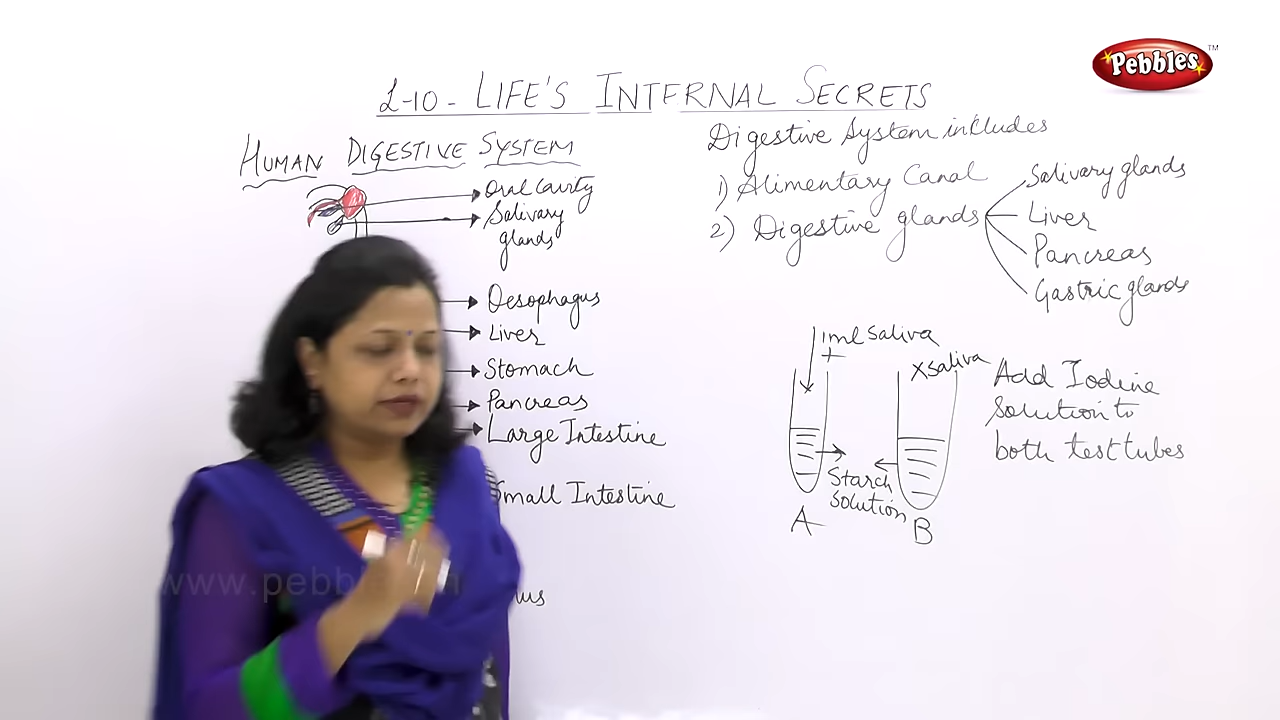 Pebbles TM
L-10 - LIFE'S INTERNAL SECRETS
HUMAN DIGESTIVE SYSTEM
Oral cavity
Salivary
glands
Oesophagus
Liver
Stomach
Pancreas
Large Intestine
Small Intestine
Digestive System includes
1) Alimentary Canal
2) Digestive glands
Salivary glands
Liver
Pancreas
Gastric glands
1ml saliva
+
X saliva
Starch
solution
A
B
Add Iodine
solution to
both test tubes